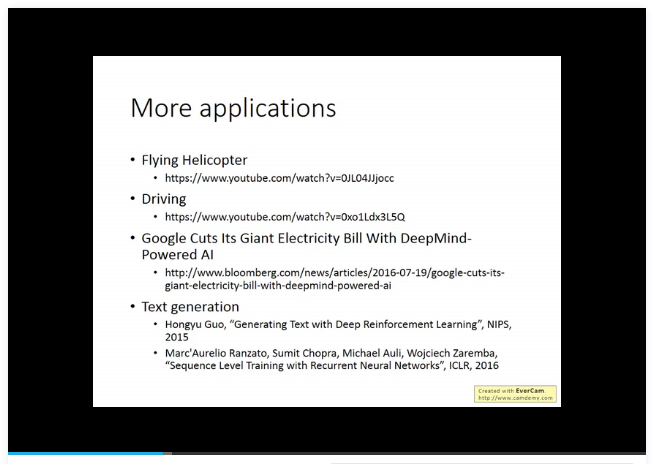 More applications
• Flying Helicopter
• https://www.youtube.com/watch?v=0JL04JJjocc
• Driving
• https://www.youtube.com/watch?v=0xo1Ldx3L5Q
• Google Cuts Its Giant Electricity Bill With DeepMind-
Powered AI
• http://www.bloomberg.com/news/articles/2016-07-19/google-cuts-its-
giant-electricity-bill-with-deepmind-powered-ai
• Text generation
• Hongyu Guo, “Generating Text with Deep Reinforcement Learning”, NIPS,
2015
• Marc'Aurelio Ranzato, Sumit Chopra, Michael Auli, Wojciech Zaremba,
“Sequence Level Training with Recurrent Neural Networks”, ICLR, 2016
Created with EverCam.
http://www.camdemy.com